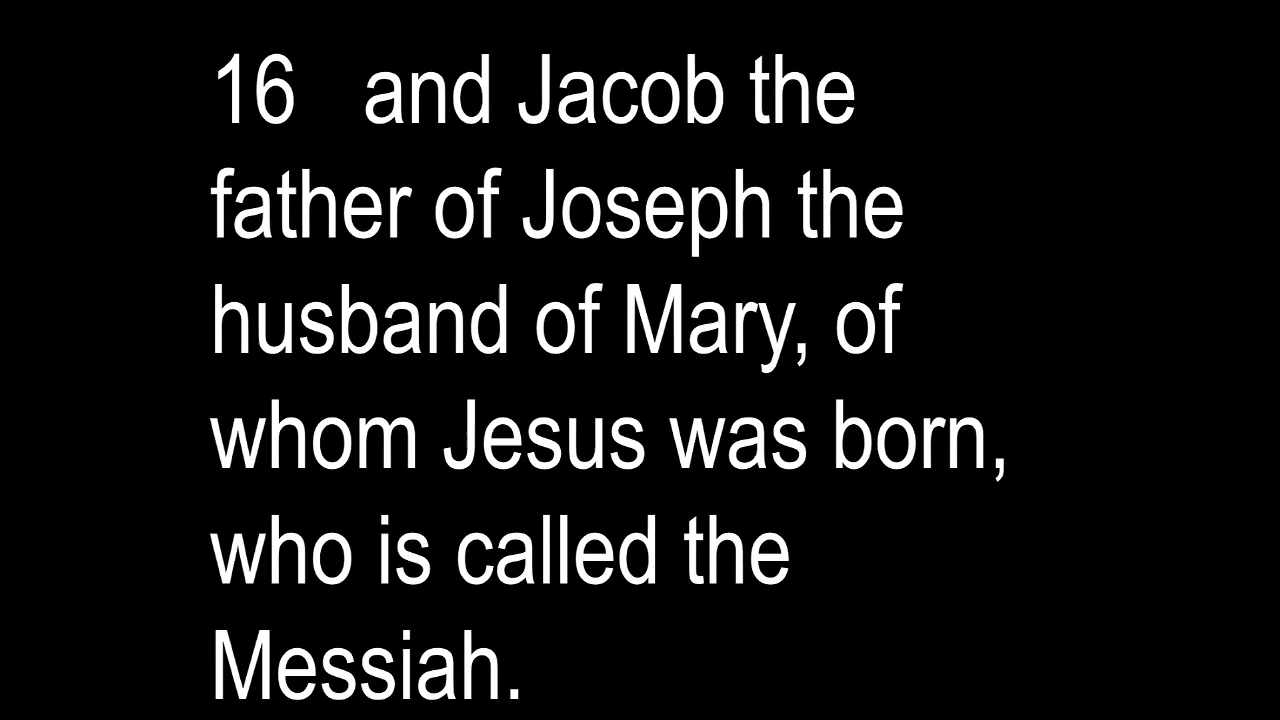 16 and Jacob the
father of Joseph the
husband of Mary, of
whom Jesus was born,
who is called the
Messiah.